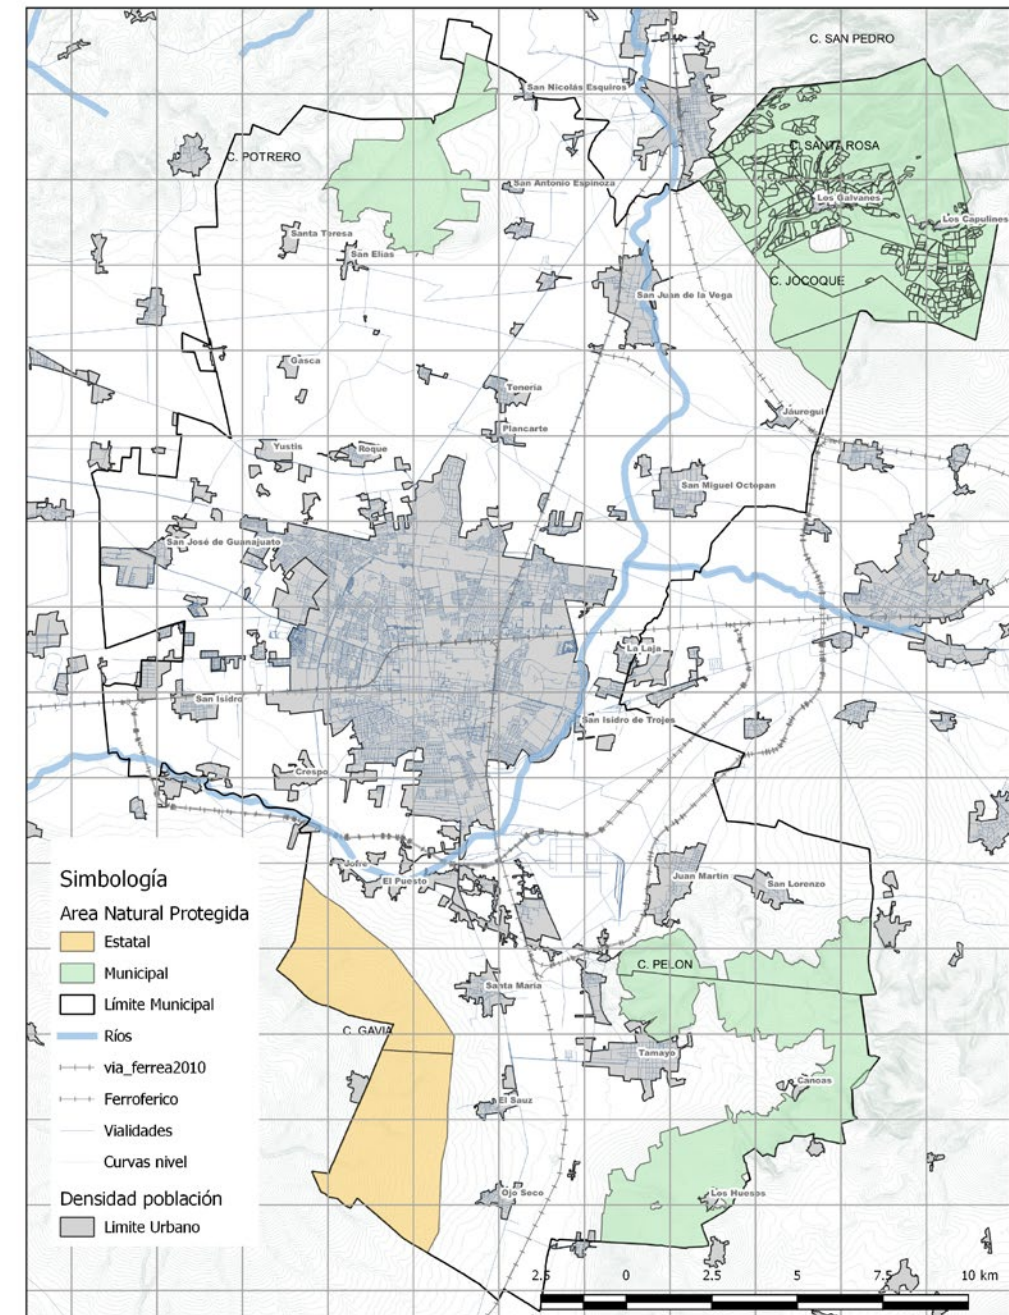 C. SAN PEDRO
San Nicolás Esquiros
C. SANTA ROSA
C. POTRERO
San Antonio Espinoza
Los Galvanes
Los Capulines
Santa Teresa
San Elias
C. JOCOQUE
San Juan de la Vega
Gasca
Tenería
Jáuregui
Plancarte
Yustis
Roque
San Miguel Octopan
San José de Guanajuato
La Laja
San Isidro
San Isidro de Trojes
Crespo
Jofre
El Puesto
Juan Martín
San Lorenzo
C. PELON
Santa María
C. GAVIA
Tamayo
Canoas
El Sauz
Ojo Seco
Los Huesos
Simbología
Area Natural Protegida
Estatal
Municipal
Límite Municipal
Ríos
via_ferrea2010
Ferroferico
Vialidades
Curvas nivel
Densidad población
Limite Urbano
2.5 0 2.5 5 7.5 10 km